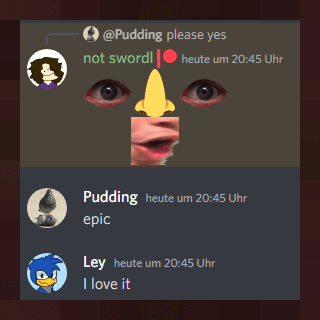 @Pudding please yes
not swordl heute um 20:45 Uhr
Pudding heute um 20:45 Uhr
epic
Ley heute um 20:45 Uhr
I love it